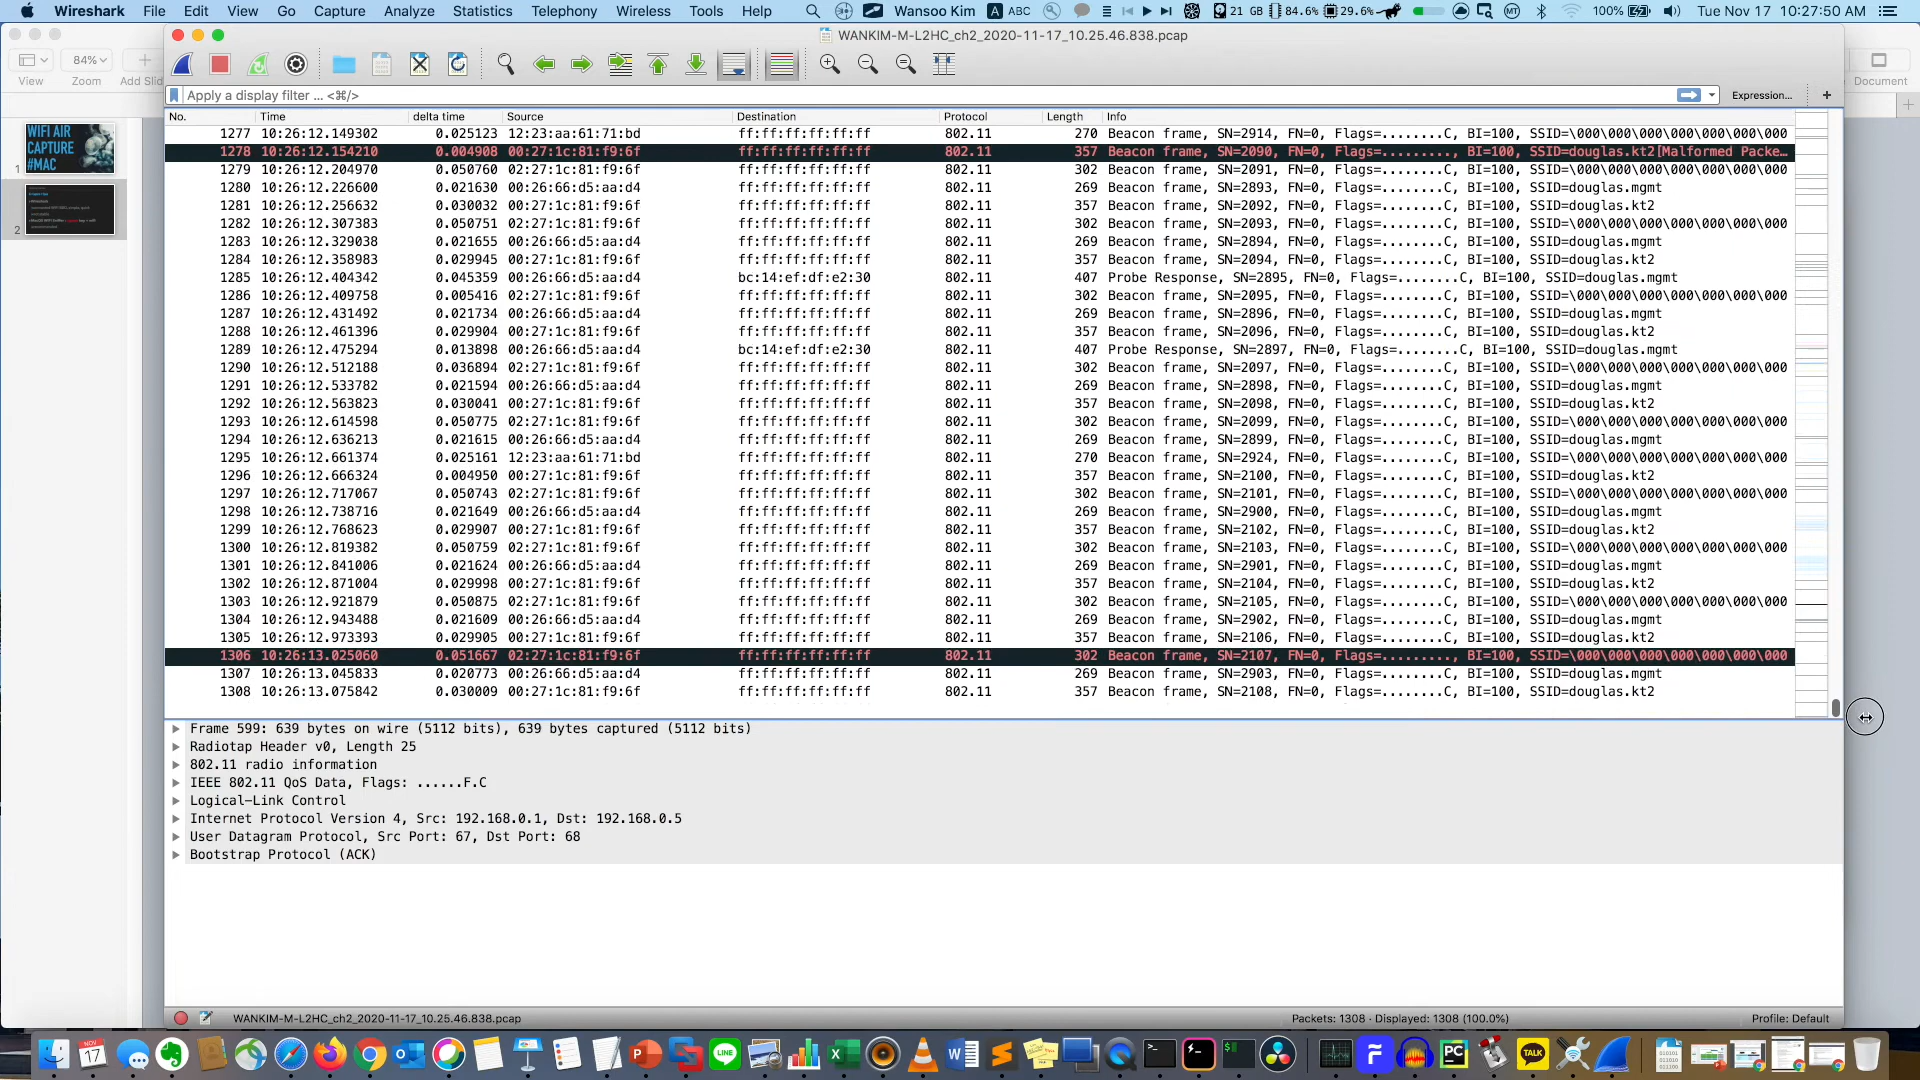 Wireshark File Edit View Go Capture Analyze Statistics Telephony Wireless Tools Help Wansoo Kim A ABC 21 GB 84.6% 29.6% MT 100% Tue Nov 17 10:27:50 AM
WANKIM-M-L2HC_ch2_2020-11-17_10.25.46.838.pcap
84%
View Zoom Add Slid Document
Apply a display filter ... <⌘/> Expression... +
No. Time delta time Source Destination Protocol Length Info
1277 10:26:12.149302 0.025123 12:23:aa:61:71:bd ff:ff:ff:ff:ff:ff 802.11 270 Beacon frame, SN=2914, FN=0, Flags=........C, BI=100, SSID=\000\000\000\000\000\000\000
1278 10:26:12.154210 0.004908 00:27:1c:81:f9:6f ff:ff:ff:ff:ff:ff 802.11 357 Beacon frame, SN=2090, FN=0, Flags=........., BI=100, SSID=douglas.kt2[Malformed Packe…
1279 10:26:12.204970 0.050760 02:27:1c:81:f9:6f ff:ff:ff:ff:ff:ff 802.11 302 Beacon frame, SN=2091, FN=0, Flags=........C, BI=100, SSID=\000\000\000\000\000\000\000
1280 10:26:12.226600 0.021630 00:26:66:d5:aa:d4 ff:ff:ff:ff:ff:ff 802.11 269 Beacon frame, SN=2893, FN=0, Flags=........C, BI=100, SSID=douglas.mgmt
1281 10:26:12.256632 0.030032 00:27:1c:81:f9:6f ff:ff:ff:ff:ff:ff 802.11 357 Beacon frame, SN=2092, FN=0, Flags=........C, BI=100, SSID=douglas.kt2
1282 10:26:12.307383 0.050751 02:27:1c:81:f9:6f ff:ff:ff:ff:ff:ff 802.11 302 Beacon frame, SN=2093, FN=0, Flags=........C, BI=100, SSID=\000\000\000\000\000\000\000
1283 10:26:12.329038 0.021655 00:26:66:d5:aa:d4 ff:ff:ff:ff:ff:ff 802.11 269 Beacon frame, SN=2894, FN=0, Flags=........C, BI=100, SSID=douglas.mgmt
1284 10:26:12.358983 0.029945 00:27:1c:81:f9:6f ff:ff:ff:ff:ff:ff 802.11 357 Beacon frame, SN=2094, FN=0, Flags=........C, BI=100, SSID=douglas.kt2
1285 10:26:12.404342 0.045359 00:26:66:d5:aa:d4 bc:14:ef:df:e2:30 802.11 407 Probe Response, SN=2895, FN=0, Flags=........C, BI=100, SSID=douglas.mgmt
1286 10:26:12.409758 0.005416 02:27:1c:81:f9:6f ff:ff:ff:ff:ff:ff 802.11 302 Beacon frame, SN=2095, FN=0, Flags=........C, BI=100, SSID=\000\000\000\000\000\000\000
1287 10:26:12.431492 0.021734 00:26:66:d5:aa:d4 ff:ff:ff:ff:ff:ff 802.11 269 Beacon frame, SN=2896, FN=0, Flags=........C, BI=100, SSID=douglas.mgmt
1288 10:26:12.461396 0.029904 00:27:1c:81:f9:6f ff:ff:ff:ff:ff:ff 802.11 357 Beacon frame, SN=2096, FN=0, Flags=........C, BI=100, SSID=douglas.kt2
1289 10:26:12.475294 0.013898 00:26:66:d5:aa:d4 bc:14:ef:df:e2:30 802.11 407 Probe Response, SN=2897, FN=0, Flags=........C, BI=100, SSID=douglas.mgmt
1290 10:26:12.512188 0.036894 02:27:1c:81:f9:6f ff:ff:ff:ff:ff:ff 802.11 302 Beacon frame, SN=2097, FN=0, Flags=........C, BI=100, SSID=\000\000\000\000\000\000\000
1291 10:26:12.533782 0.021594 00:26:66:d5:aa:d4 ff:ff:ff:ff:ff:ff 802.11 269 Beacon frame, SN=2898, FN=0, Flags=........C, BI=100, SSID=douglas.mgmt
1292 10:26:12.563823 0.030041 00:27:1c:81:f9:6f ff:ff:ff:ff:ff:ff 802.11 357 Beacon frame, SN=2098, FN=0, Flags=........C, BI=100, SSID=douglas.kt2
1293 10:26:12.614598 0.050775 02:27:1c:81:f9:6f ff:ff:ff:ff:ff:ff 802.11 302 Beacon frame, SN=2099, FN=0, Flags=........C, BI=100, SSID=\000\000\000\000\000\000\000
1294 10:26:12.636213 0.021615 00:26:66:d5:aa:d4 ff:ff:ff:ff:ff:ff 802.11 269 Beacon frame, SN=2899, FN=0, Flags=........C, BI=100, SSID=douglas.mgmt
1295 10:26:12.661374 0.025161 12:23:aa:61:71:bd ff:ff:ff:ff:ff:ff 802.11 270 Beacon frame, SN=2924, FN=0, Flags=........C, BI=100, SSID=\000\000\000\000\000\000\000
1296 10:26:12.666324 0.004950 00:27:1c:81:f9:6f ff:ff:ff:ff:ff:ff 802.11 357 Beacon frame, SN=2100, FN=0, Flags=........C, BI=100, SSID=douglas.kt2
1297 10:26:12.717067 0.050743 02:27:1c:81:f9:6f ff:ff:ff:ff:ff:ff 802.11 302 Beacon frame, SN=2101, FN=0, Flags=........C, BI=100, SSID=\000\000\000\000\000\000\000
1298 10:26:12.738716 0.021649 00:26:66:d5:aa:d4 ff:ff:ff:ff:ff:ff 802.11 269 Beacon frame, SN=2900, FN=0, Flags=........C, BI=100, SSID=douglas.mgmt
1299 10:26:12.768623 0.029907 00:27:1c:81:f9:6f ff:ff:ff:ff:ff:ff 802.11 357 Beacon frame, SN=2102, FN=0, Flags=........C, BI=100, SSID=douglas.kt2
1300 10:26:12.819382 0.050759 02:27:1c:81:f9:6f ff:ff:ff:ff:ff:ff 802.11 302 Beacon frame, SN=2103, FN=0, Flags=........C, BI=100, SSID=\000\000\000\000\000\000\000
1301 10:26:12.841006 0.021624 00:26:66:d5:aa:d4 ff:ff:ff:ff:ff:ff 802.11 269 Beacon frame, SN=2901, FN=0, Flags=........C, BI=100, SSID=douglas.mgmt
1302 10:26:12.871004 0.029998 00:27:1c:81:f9:6f ff:ff:ff:ff:ff:ff 802.11 357 Beacon frame, SN=2104, FN=0, Flags=........C, BI=100, SSID=douglas.kt2
1303 10:26:12.921879 0.050875 02:27:1c:81:f9:6f ff:ff:ff:ff:ff:ff 802.11 302 Beacon frame, SN=2105, FN=0, Flags=........C, BI=100, SSID=\000\000\000\000\000\000\000
1304 10:26:12.943488 0.021609 00:26:66:d5:aa:d4 ff:ff:ff:ff:ff:ff 802.11 269 Beacon frame, SN=2902, FN=0, Flags=........C, BI=100, SSID=douglas.mgmt
1305 10:26:12.973393 0.029905 00:27:1c:81:f9:6f ff:ff:ff:ff:ff:ff 802.11 357 Beacon frame, SN=2106, FN=0, Flags=........C, BI=100, SSID=douglas.kt2
1306 10:26:13.025060 0.051667 02:27:1c:81:f9:6f ff:ff:ff:ff:ff:ff 802.11 302 Beacon frame, SN=2107, FN=0, Flags=........., BI=100, SSID=\000\000\000\000\000\000\000
1307 10:26:13.045833 0.020773 00:26:66:d5:aa:d4 ff:ff:ff:ff:ff:ff 802.11 269 Beacon frame, SN=2903, FN=0, Flags=........C, BI=100, SSID=douglas.mgmt
1308 10:26:13.075842 0.030009 00:27:1c:81:f9:6f ff:ff:ff:ff:ff:ff 802.11 357 Beacon frame, SN=2108, FN=0, Flags=........C, BI=100, SSID=douglas.kt2
WIFI AIR
CAPTURE
#MAC
1
2
Frame 599: 639 bytes on wire (5112 bits), 639 bytes captured (5112 bits)
Radiotap Header v0, Length 25
802.11 radio information
IEEE 802.11 QoS Data, Flags: ......F.C
Logical-Link Control
Internet Protocol Version 4, Src: 192.168.0.1, Dst: 192.168.0.5
User Datagram Protocol, Src Port: 67, Dst Port: 68
Bootstrap Protocol (ACK)
WANKIM-M-L2HC_ch2_2020-11-17_10.25.46.838.pcap Packets: 1308 · Displayed: 1308 (100.0%) Profile: Default
NOV
17
LINE
PC
TALK